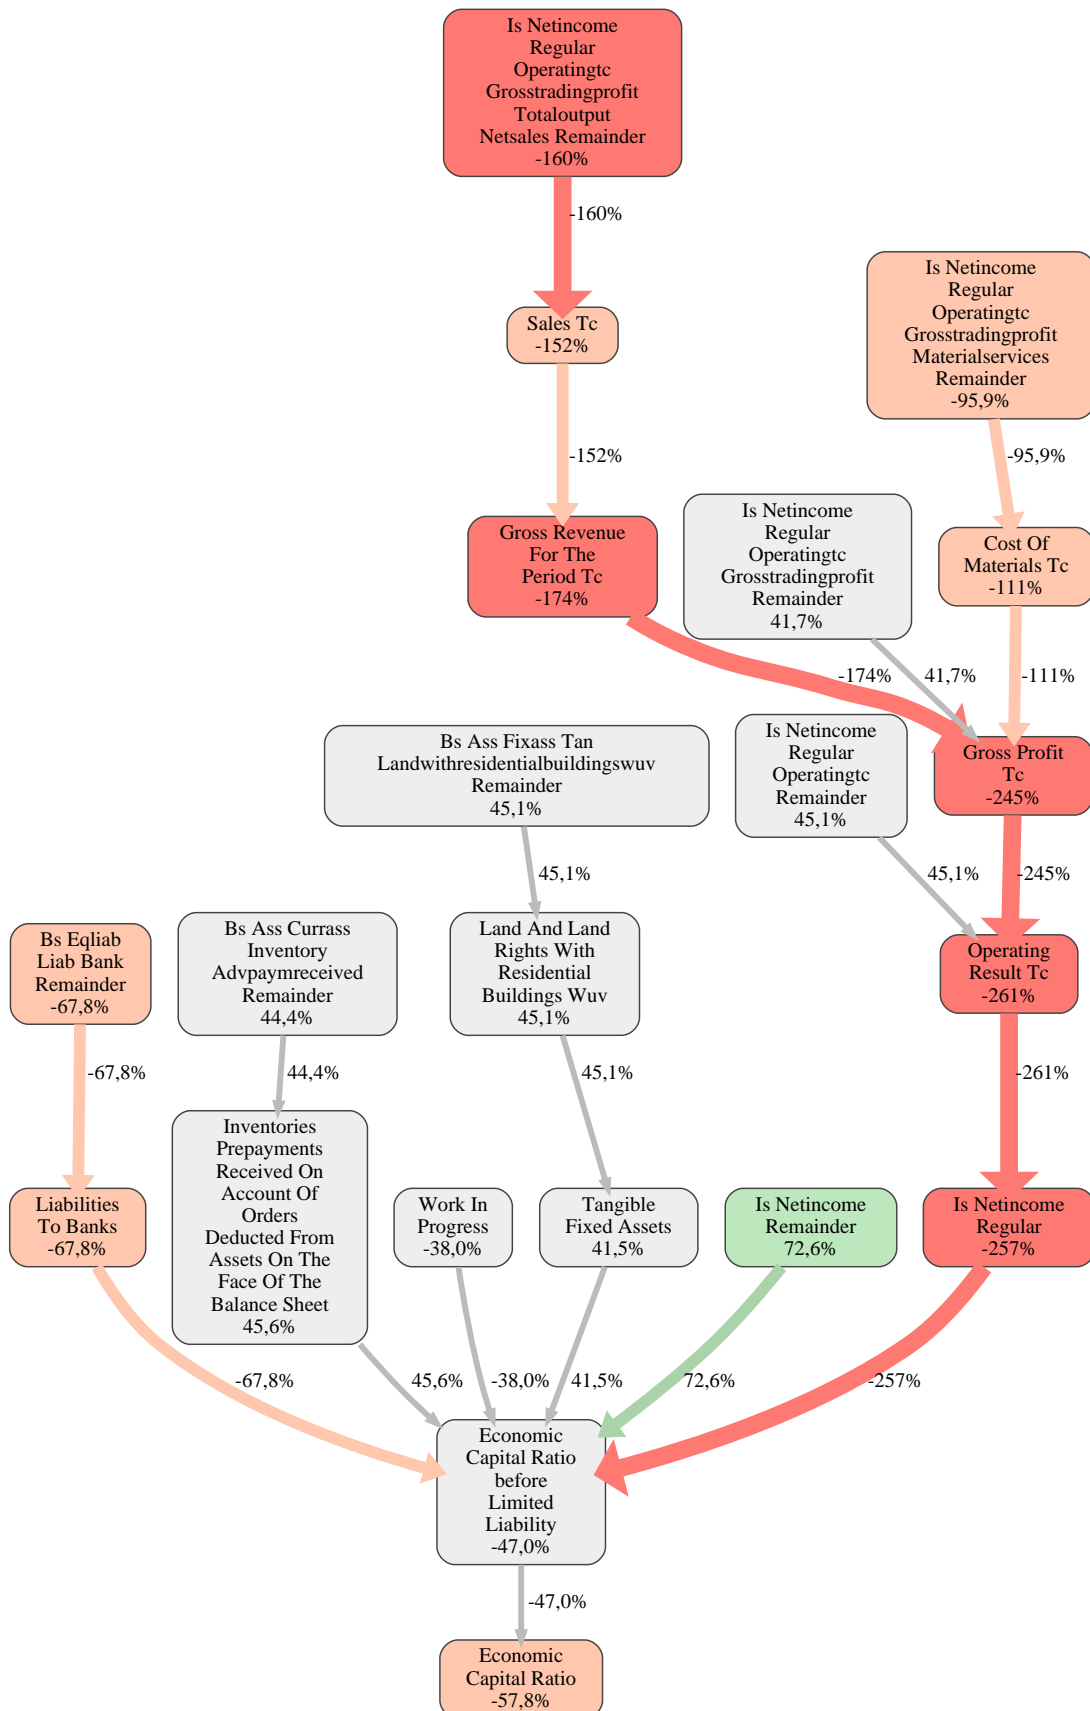 Is Netincome
Regular
Operatingtc
Grosstradingprofit
Totaloutput
Netsales Remainder
-160%
-160%
Is Netincome
Regular
Operatingtc
Grosstradingprofit
Materialservices
Remainder
-95,9%
Sales Tc
-152%
-152%
-95,9%
Gross Revenue
For The
Period Tc
-174%
Is Netincome
Regular
Operatingtc
Grosstradingprofit
Remainder
41,7%
Cost Of
Materials Tc
-111%
-174%
41,7%
-111%
Bs Ass Fixass Tan
Landwithresidentialbuildingswuv
Remainder
45,1%
Is Netincome
Regular
Operatingtc
Remainder
45,1%
Gross Profit
Tc
-245%
45,1%
45,1%
-245%
Bs Eqliab
Liab Bank
Remainder
-67,8%
Bs Ass Currass
Inventory
Advpaymreceived
Remainder
44,4%
Land And Land
Rights With
Residential
Buildings Wuv
45,1%
Operating
Result Tc
-261%
-67,8%
44,4%
45,1%
-261%
Liabilities
To Banks
-67,8%
Inventories
Prepayments
Received On
Account Of
Orders
Deducted From
Assets On The
Face Of The
Balance Sheet
45,6%
Work In
Progress
-38,0%
Tangible
Fixed Assets
41,5%
Is Netincome
Remainder
72,6%
Is Netincome
Regular
-257%
-67,8%
45,6%
-38,0%
41,5%
72,6%
-257%
Economic
Capital Ratio
before
Limited
Liability
-47,0%
-47,0%
Economic
Capital Ratio
-57,8%